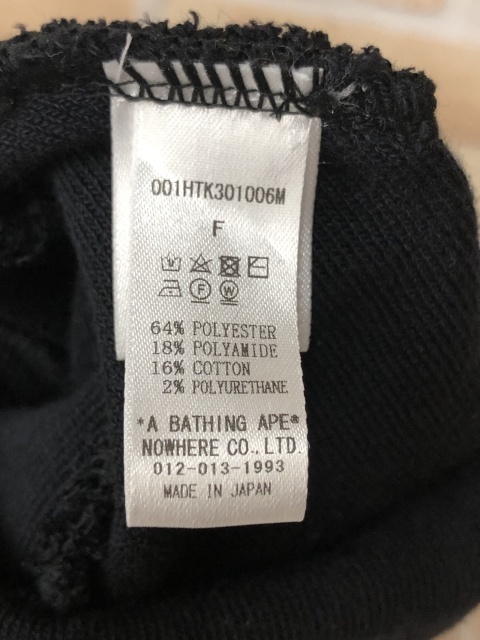 001HTK301006M
F
F W
64% POLYESTER
18% POLYAMIDE
16% COTTON
2% POLYURETHANE
*A BATHING APE®
NOWHERE CO., LTD.
012-013-1993
MADE IN JAPAN